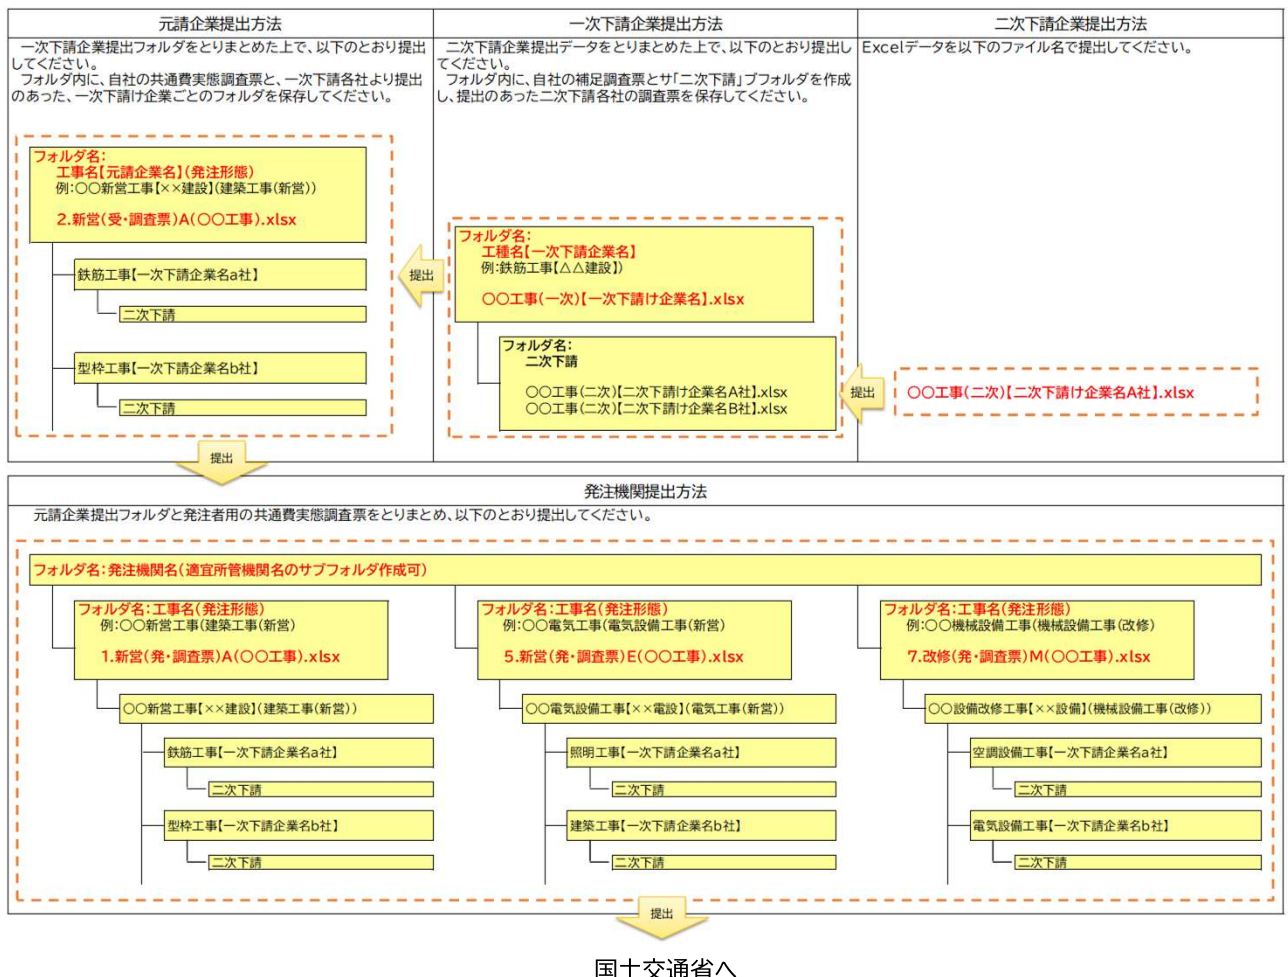 元請企業提出方法
一次下請企業提出フォルダをとりまとめた上で、以下のとおり提出
してください。
フォルダ内に、自社の共通費実態調査票と、一次下請各社より提出
のあった、一次下請け企業ごとのフォルダを保存してください。
フォルダ名:
工事名【元請企業名】(発注形態)
例:〇〇新営工事【××建設】(建築工事(新営))
2.新営(受・調査票)A(〇〇工事).xlsx
鉄筋工事【一次下請企業名a社】
二次下請
型枠工事【一次下請企業名b社】
二次下請
提出
一次下請企業提出方法
二次下請企業提出データをとりまとめた上で、以下のとおり提出し
てください。
フォルダ内に、自社の補足調査票とサ「二次下請」ブフォルダを作成
し、提出のあった二次下請各社の調査票を保存してください。
フォルダ名:
工種名【一次下請企業名】
例:鉄筋工事【△△建設】)
〇〇工事(一次)【一次下請け企業名】.xlsx
フォルダ名:
二次下請
〇〇工事(二次)【二次下請け企業名A社】.xlsx
〇〇工事(二次)【二次下請け企業名B社】.xlsx
提出
二次下請企業提出方法
Excelデータを以下のファイル名で提出してください。
〇〇工事(二次)【二次下請け企業名A社】.xlsx
提出
発注機関提出方法
元請企業提出フォルダと発注者用の共通費実態調査票をとりまとめ、以下のとおり提出してください。
フォルダ名:発注機関名(適宜所管機関名のサブフォルダ作成可)
フォルダ名:工事名(発注形態)
例:〇〇新営工事(建築工事(新営)
1.新営(発・調査票)A(〇〇工事).xlsx
〇〇新営工事【××建設】(建築工事(新営))
鉄筋工事【一次下請企業名a社】
二次下請
型枠工事【一次下請企業名b社】
二次下請
フォルダ名:工事名(発注形態)
例:〇〇電気工事(電気設備工事(新営)
5.新営(発・調査票)E(〇〇工事).xlsx
〇〇電気設備工事【××電設】(電気工事(新営))
照明工事【一次下請企業名a社】
二次下請
建築工事【一次下請企業名b社】
二次下請
フォルダ名:工事名(発注形態)
例:〇〇機械設備工事(機械設備工事(改修)
7.改修(発・調査票)M(〇〇工事).xlsx
〇〇設備改修工事【××設備】(機械設備工事(改修))
空調設備工事【一次下請企業名a社】
二次下請
電気設備工事【一次下請企業名b社】
二次下請
提出
国土交通省へ